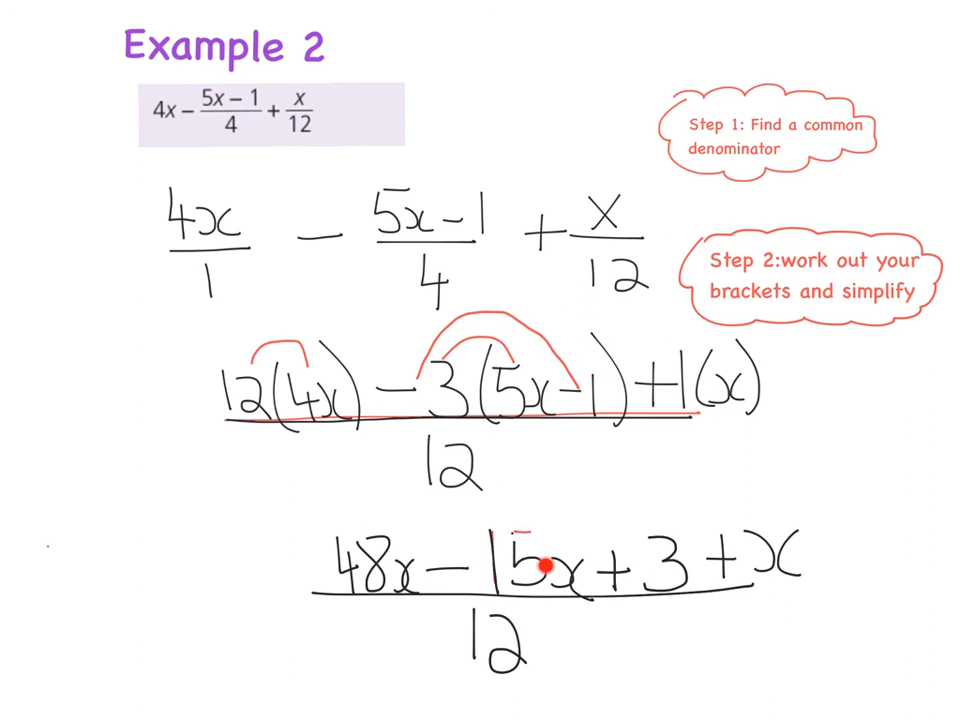 Example 2
4x − (5x − 1)/4 + x/12
Step 1: Find a common
denominator
4x/1 − (5x − 1)/4 + x/12
Step 2:work out your
brackets and simplify
12(4x) − 3(5x − 1) + 1(x)
12
48x − 15x + 3 + x
12